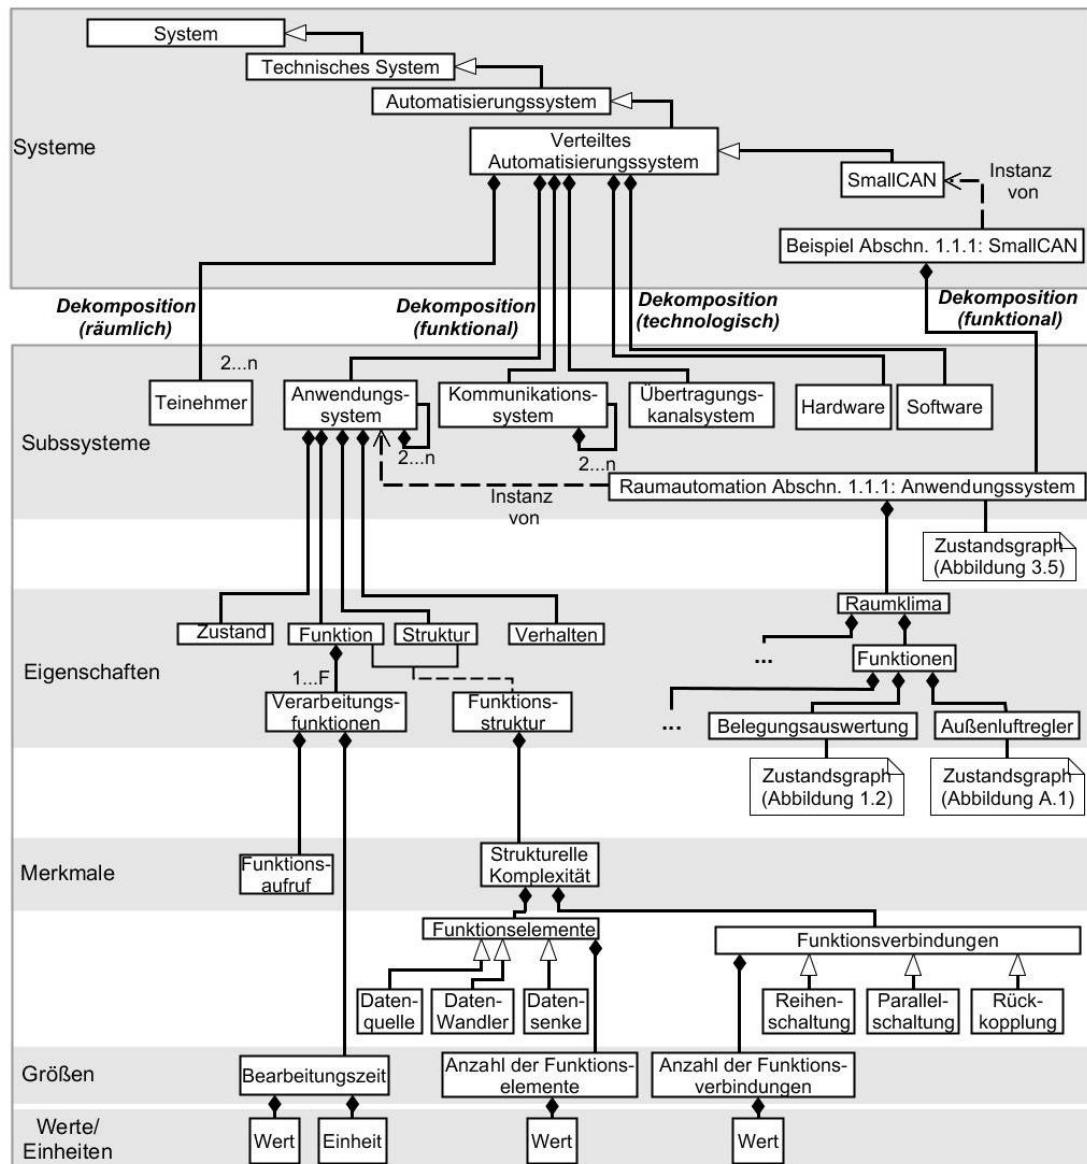 System
Technisches System
Automatisierungssystem
Systeme
Verteiltes
Automatisierungssystem
SmallCAN
Instanz
von
Beispiel Abschn. 1.1.1: SmallCAN
Dekomposition
(räumlich)
Dekomposition
(funktional)
Dekomposition
(technologisch)
Dekomposition
(funktional)
2...n
Teinehmer
Anwendungs-
system
Kommunikations-
system
Übertragungs-
kanalsystem
Hardware
Software
Subssysteme
2...n
2...n
Instanz
von
Raumautomation Abschn. 1.1.1: Anwendungssystem
Zustandsgraph
(Abbildung 3.5)
Raumklima
Zustand
Funktion
Struktur
Verhalten
...
Funktionen
Eigenschaften
1...F
Verarbeitungs-
funktionen
Funktions-
struktur
...
Belegungsauswertung
Außenluftregler
Zustandsgraph
(Abbildung 1.2)
Zustandsgraph
(Abbildung A.1)
Merkmale
Funktions-
aufruf
Strukturelle
Komplexität
Funktionselemente
Funktionsverbindungen
Daten-
quelle
Daten-
Wandler
Daten-
senke
Reihen-
schaltung
Parallel-
schaltung
Rück-
kopplung
Größen
Bearbeitungszeit
Anzahl der Funktions-
elemente
Anzahl der Funktions-
verbindungen
Werte/
Einheiten
Wert
Einheit
Wert
Wert